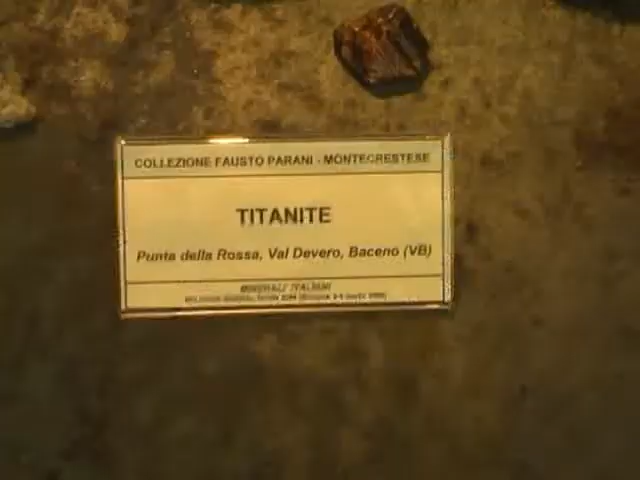 COLLEZIONE FAUSTO PARANI - MONTECRESTESE
TITANITE
Punta della Rossa, Val Devero, Baceno (VB)
MINERALI ITALIANI